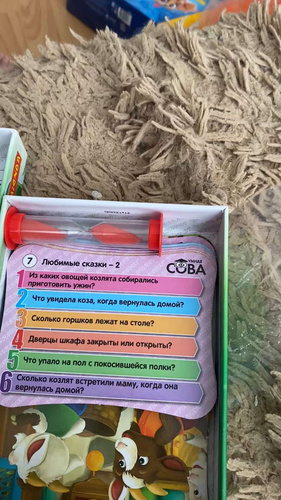 УМНАЯ
СОВА
7 Любимые сказки – 2
1 Из каких овощей козлята собирались
приготовить ужин?
2 Что увидела коза, когда вернулась домой?
3 Сколько горшков лежат на столе?
4 Дверцы шкафа закрыты или открыты?
5 Что упало на пол с покосившейся полки?
6 Сколько козлят встретили маму, когда она
вернулась домой?